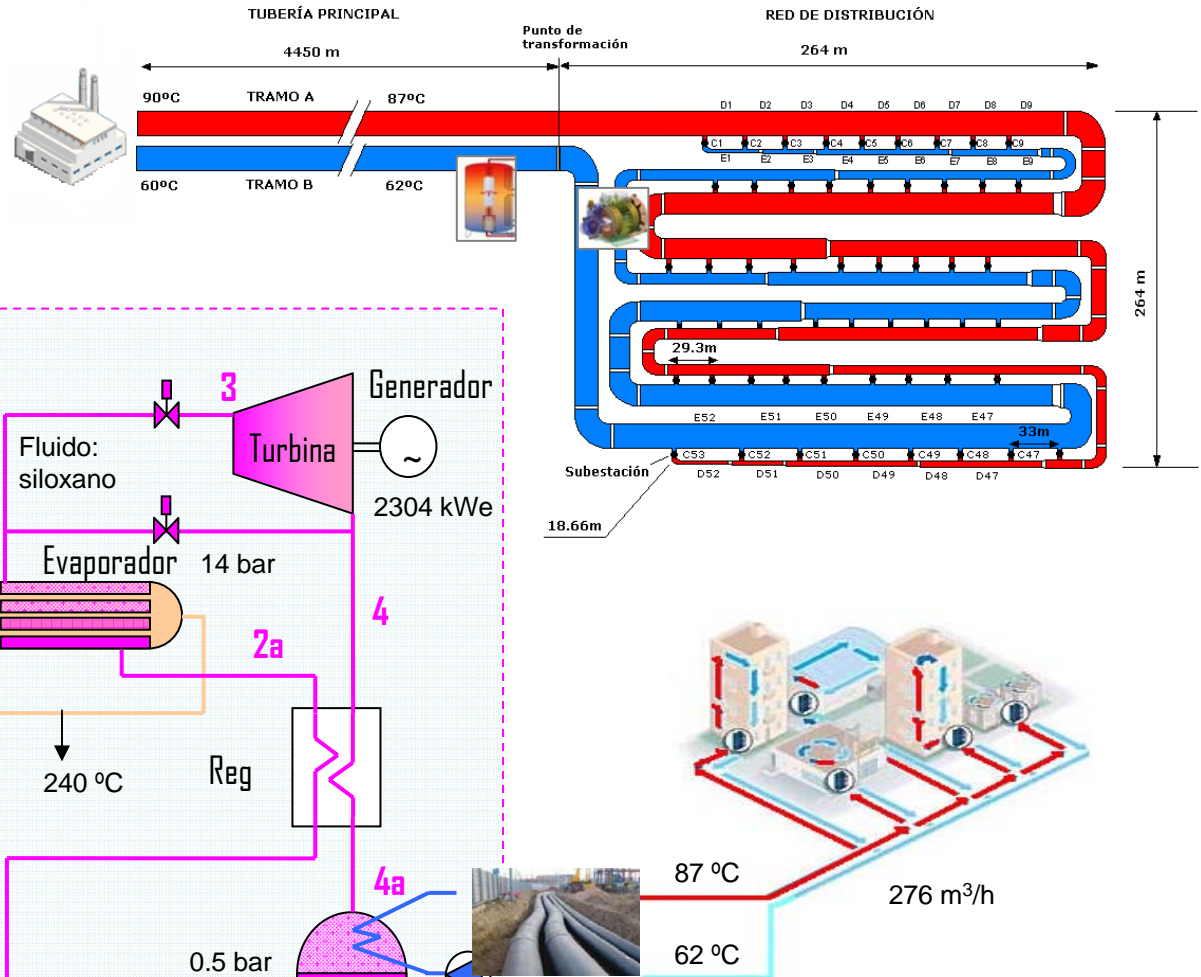 TUBERÍA PRINCIPAL
RED DE DISTRIBUCIÓN
Punto de
transformación
4450 m
264 m
90ºC TRAMO A 87ºC
60ºC TRAMO B 62ºC
D1 D2 D3 D4 D5 D6 D7 D8 D9
C1 C2 C3 C4 C5 C6 C7 C8 C9
E1 E2 E3 E4 E5 E6 E7 E8 E9
264 m
29.3m
E52 E51 E50 E49 E48 E47
33m
C53 C52 C51 C50 C49 C48 C47
Subestación
D52 D51 D50 D49 D48 D47
18.66m
3
Generador
Fluido:
siloxano
Turbina
~
2304 kWe
Evaporador 14 bar
4
2a
Reg
240 ºC
4a
0.5 bar
87 ºC
276 m³/h
62 ºC